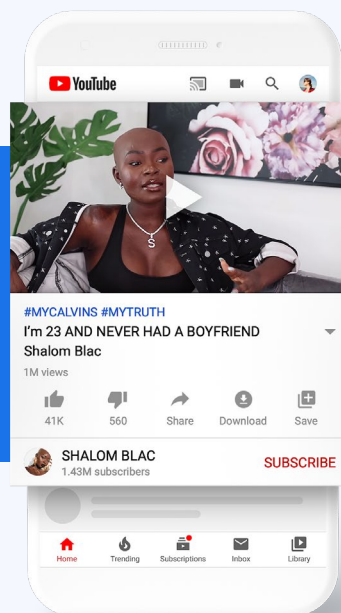 YouTube
#MYCALVINS #MYTRUTH
I'm 23 AND NEVER HAD A BOYFRIEND
Shalom Blac
1M views
41K 560 Share Download Save
SHALOM BLAC SUBSCRIBE
1.43M subscribers
Home Trending Subscriptions Inbox Library
S